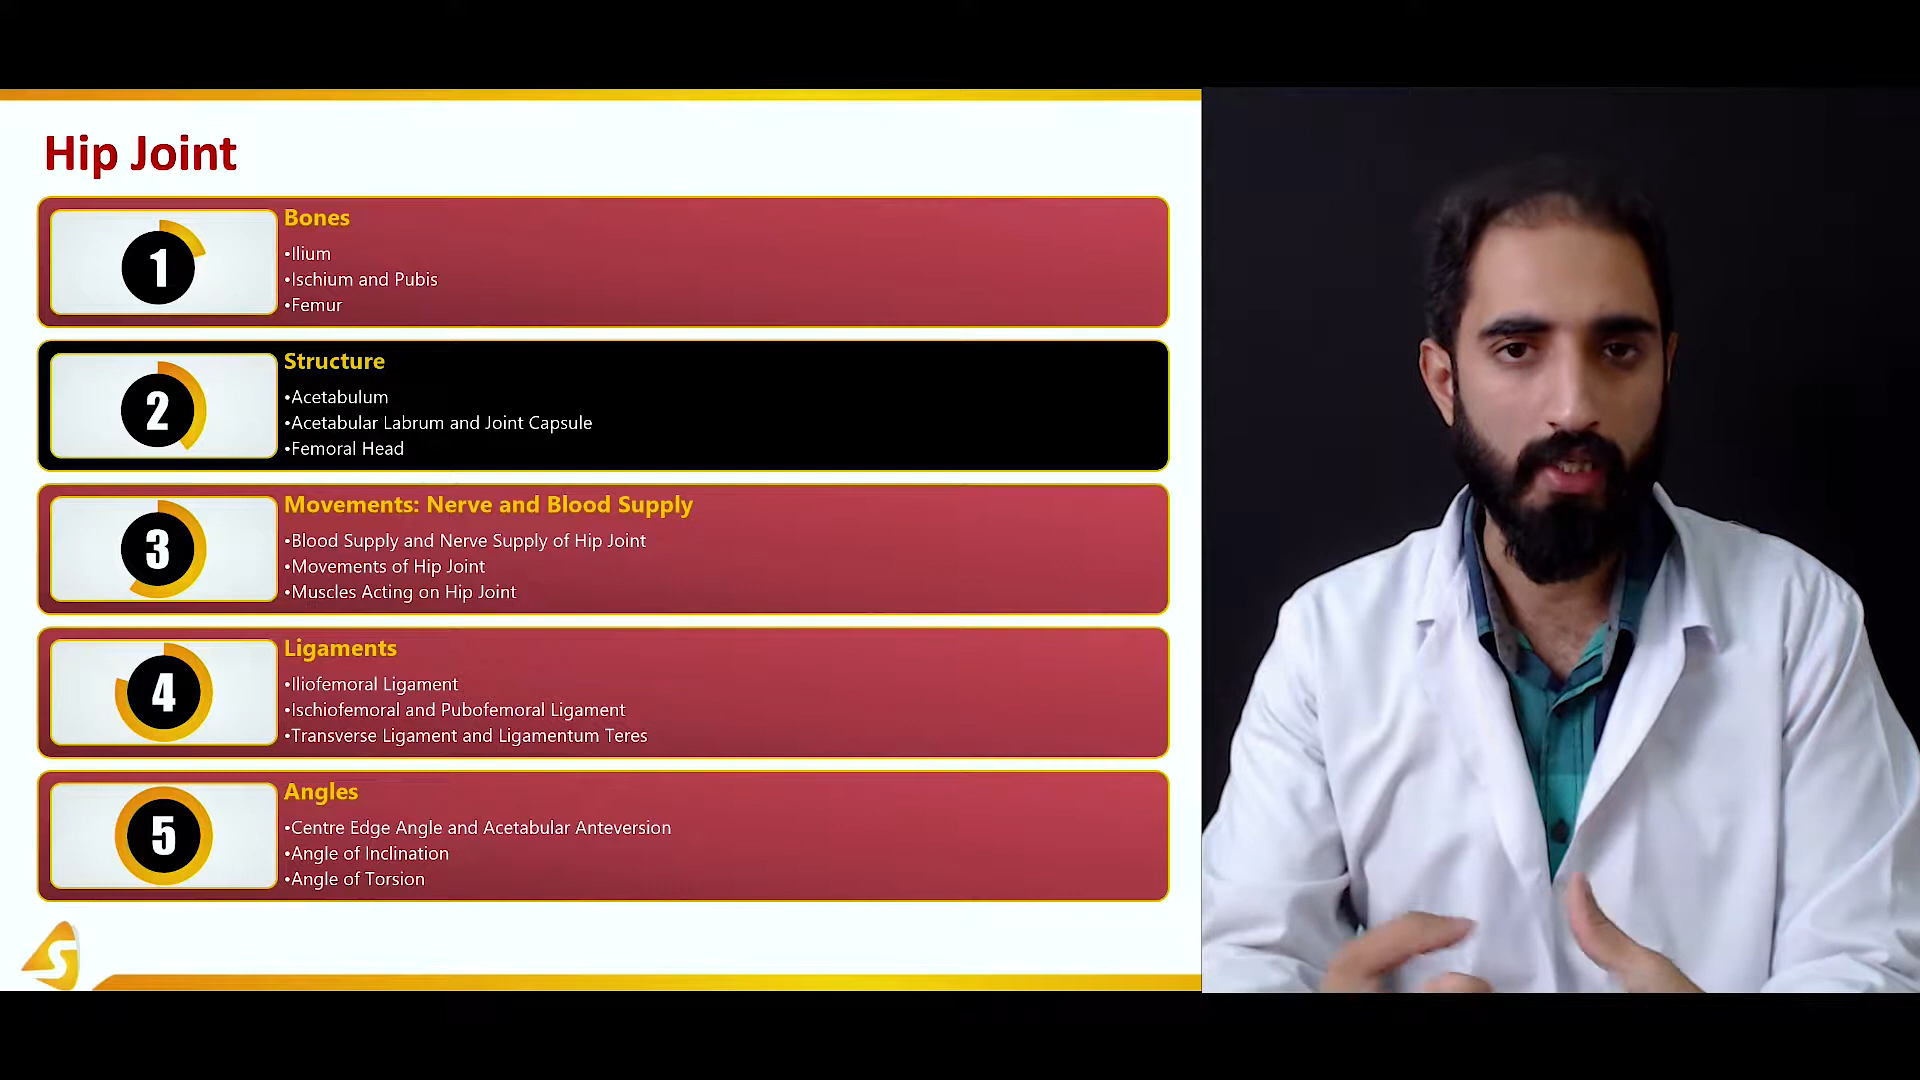 Hip Joint
1
Bones
•Ilium
•Ischium and Pubis
•Femur
2
Structure
•Acetabulum
•Acetabular Labrum and Joint Capsule
•Femoral Head
3
Movements: Nerve and Blood Supply
•Blood Supply and Nerve Supply of Hip Joint
•Movements of Hip Joint
•Muscles Acting on Hip Joint
4
Ligaments
•Iliofemoral Ligament
•Ischiofemoral and Pubofemoral Ligament
•Transverse Ligament and Ligamentum Teres
5
Angles
•Centre Edge Angle and Acetabular Anteversion
•Angle of Inclination
•Angle of Torsion
S